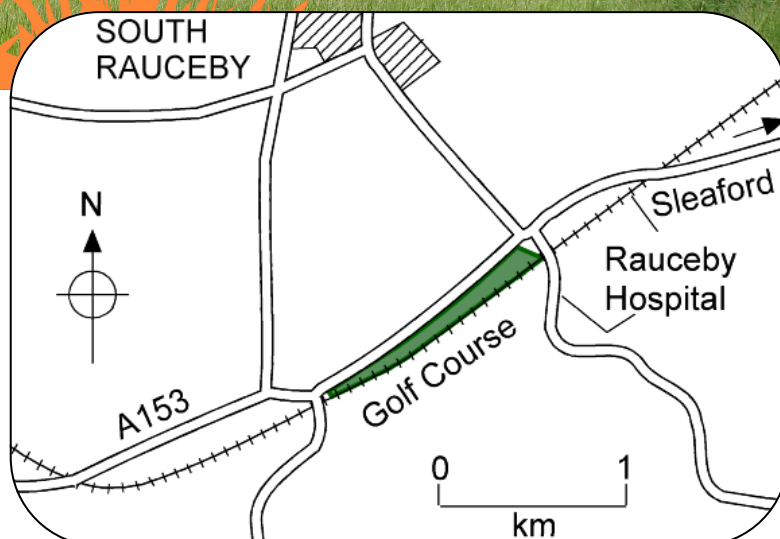 SOUTH
RAUCEBY
N
Sleaford
Rauceby
Hospital
Golf Course
A153
0 1
km